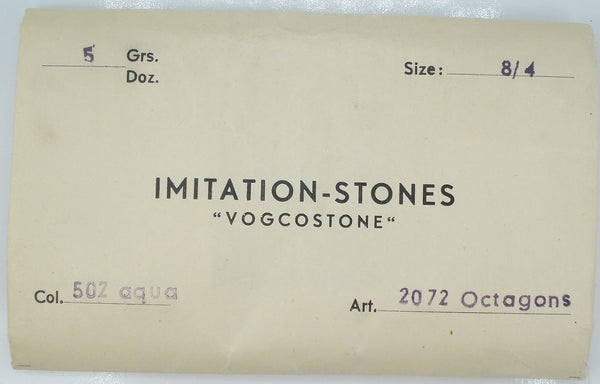 5 Grs.
Doz.
Size: 8/4
IMITATION-STONES
“VOGCOSTONE“
Col. 502 aqua
Art. 2072 Octagons